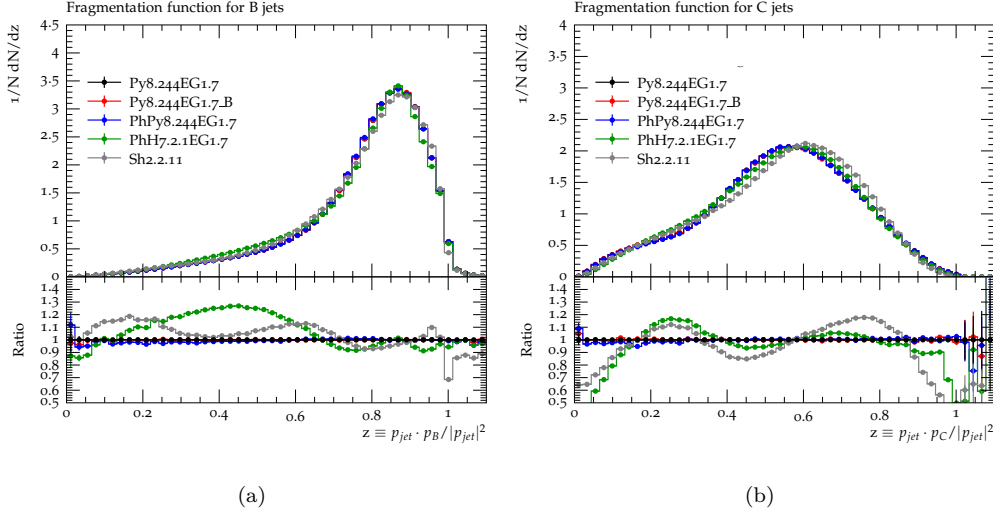 Fragmentation function for B jets
1/N dN/dz
4.5
4
3.5
3
2.5
2
1.5
1
0.5
0
Py8.244EG1.7
Py8.244EG1.7_B
PhPy8.244EG1.7
PhH7.2.1EG1.7
Sh2.2.11
Ratio
1.4
1.3
1.2
1.1
1
0.9
0.8
0.7
0.6
0.5
0 0.2 0.4 0.6 0.8 1
z ≡ p_jet · p_B/|p_jet|^2
(a)
Fragmentation function for C jets
1/N dN/dz
4
3.5
3
2.5
2
1.5
1
0.5
0
Py8.244EG1.7
Py8.244EG1.7_B
PhPy8.244EG1.7
PhH7.2.1EG1.7
Sh2.2.11
Ratio
1.4
1.3
1.2
1.1
1
0.9
0.8
0.7
0.6
0.5
0 0.2 0.4 0.6 0.8 1
z ≡ p_jet · p_C/|p_jet|^2
(b)